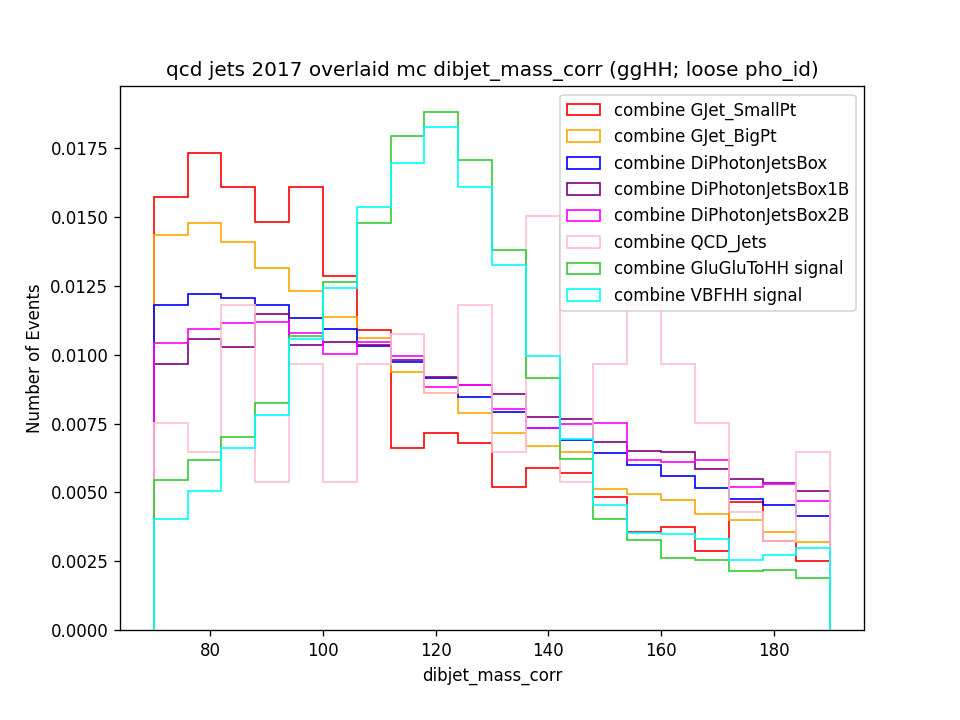 qcd jets 2017 overlaid mc dibjet_mass_corr (ggHH; loose pho_id)
combine GJet_SmallPt
combine GJet_BigPt
combine DiPhotonJetsBox
combine DiPhotonJetsBox1B
combine DiPhotonJetsBox2B
combine QCD_Jets
combine GluGluToHH signal
combine VBFHH signal
Number of Events
0.0175
0.0150
0.0125
0.0100
0.0075
0.0050
0.0025
0.0000
80 100 120 140 160 180
dibjet_mass_corr